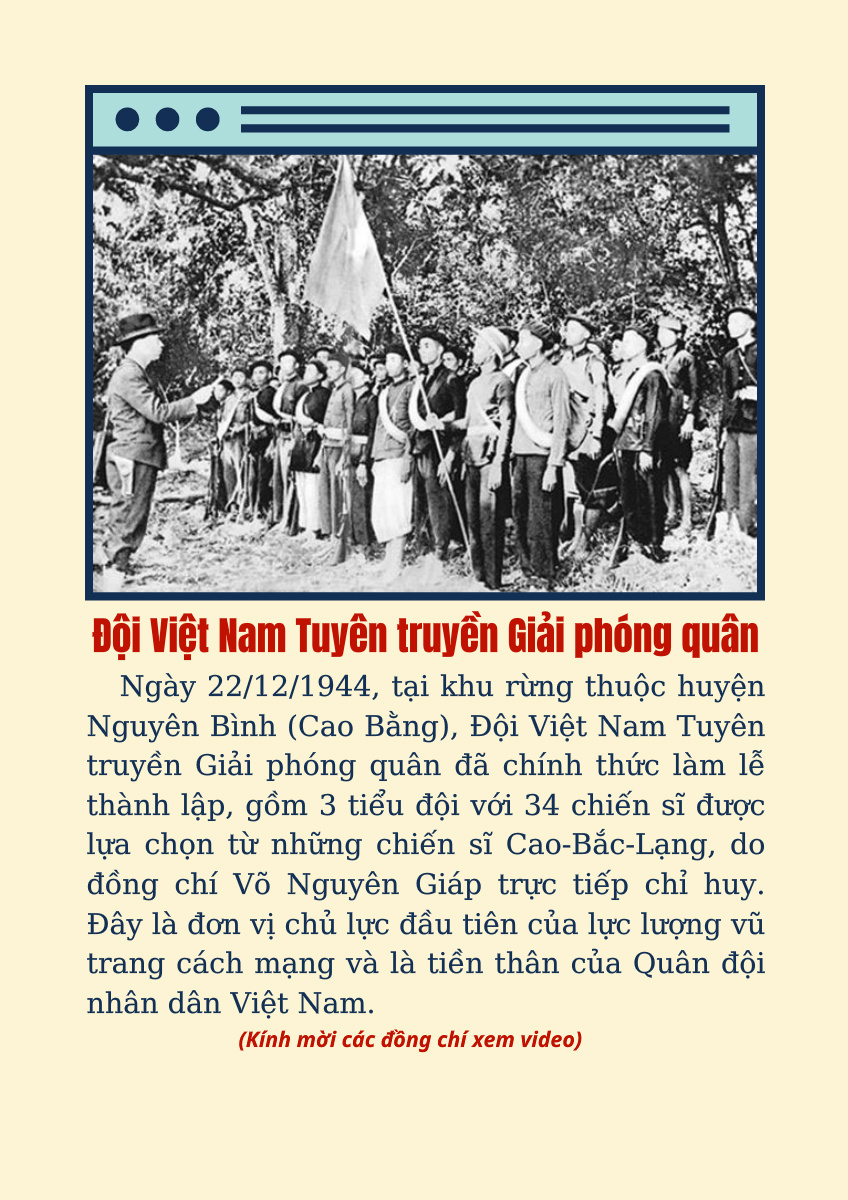 Đội Việt Nam Tuyên truyền Giải phóng quân
Ngày 22/12/1944, tại khu rừng thuộc huyện
Nguyên Bình (Cao Bằng), Đội Việt Nam Tuyên
truyền Giải phóng quân đã chính thức làm lễ
thành lập, gồm 3 tiểu đội với 34 chiến sĩ được
lựa chọn từ những chiến sĩ Cao-Bắc-Lạng, do
đồng chí Võ Nguyên Giáp trực tiếp chỉ huy.
Đây là đơn vị chủ lực đầu tiên của lực lượng vũ
trang cách mạng và là tiền thân của Quân đội
nhân dân Việt Nam.
(Kính mời các đồng chí xem video)